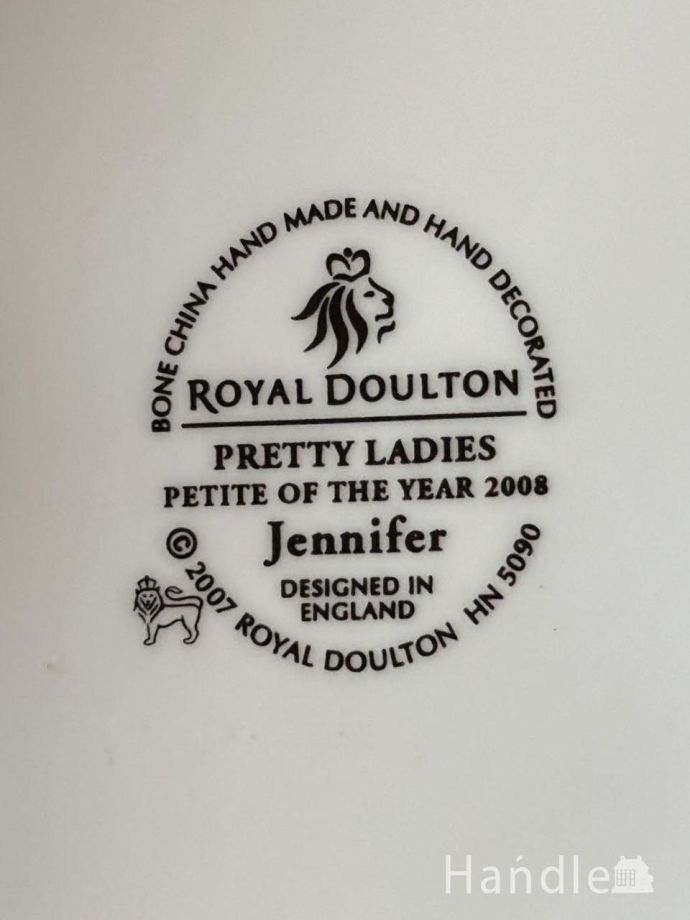 BONE CHINA HAND MADE AND HAND DECORATED
ROYAL DOULTON
PRETTY LADIES
PETITE OF THE YEAR 2008
Jennifer
DESIGNED IN
ENGLAND
© 2007 ROYAL DOULTON HN 5090
Hańdle